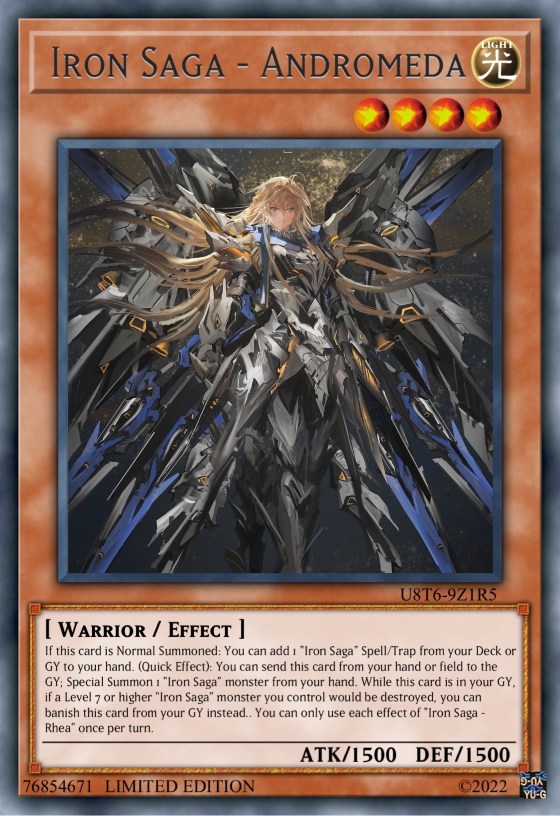 Iron Saga - Andromeda
LIGHT
光
U8T6-9Z1R5
[ Warrior / Effect ]
If this card is Normal Summoned: You can add 1 "Iron Saga" Spell/Trap from your Deck or
GY to your hand. (Quick Effect): You can send this card from your hand or field to the
GY; Special Summon 1 "Iron Saga" monster from your hand. While this card is in your GY,
if a Level 7 or higher "Iron Saga" monster you control would be destroyed, you can
banish this card from your GY instead.. You can only use each effect of "Iron Saga -
Rhea" once per turn.
ATK/1500 DEF/1500
76854671 LIMITED EDITION ©2022
YU-G